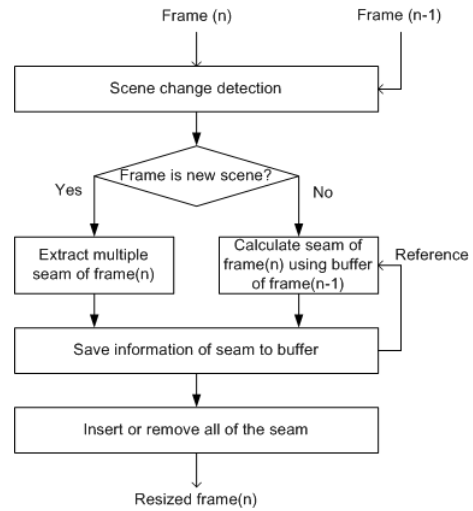 Frame (n)
Frame (n-1)
Scene change detection
Frame is new scene?
Yes
No
Extract multiple
seam of frame(n)
Calculate seam of
frame(n) using buffer
of frame(n-1)
Reference
Save information of seam to buffer
Insert or remove all of the seam
Resized frame(n)